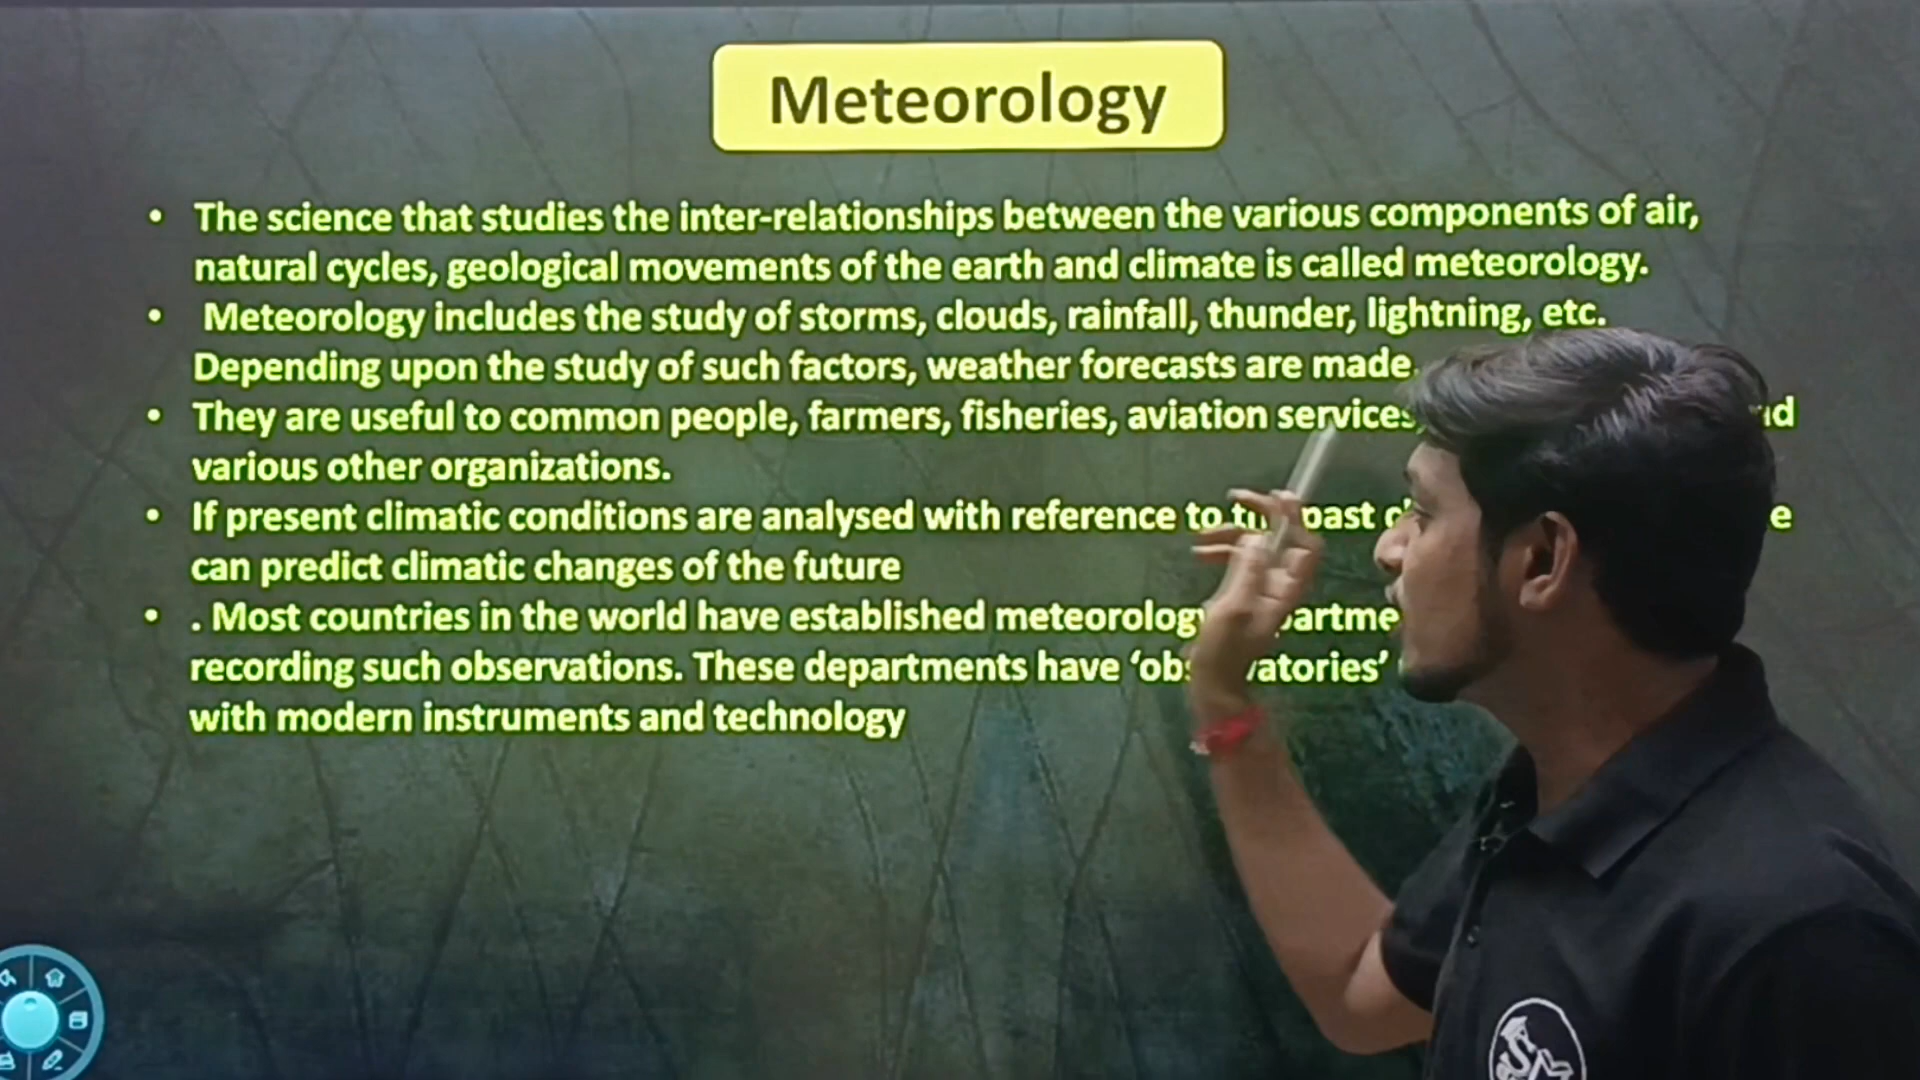 Meteorology
• The science that studies the inter-relationships between the various components of air,
natural cycles, geological movements of the earth and climate is called meteorology.
• Meteorology includes the study of storms, clouds, rainfall, thunder, lightning, etc.
Depending upon the study of such factors, weather forecasts are made.
• They are useful to common people, farmers, fisheries, aviation services,
various other organizations.
• If present climatic conditions are analysed with reference to past
can predict climatic changes of the future
• . Most countries in the world have established
recording such observations. These departments have
with modern instruments and technology